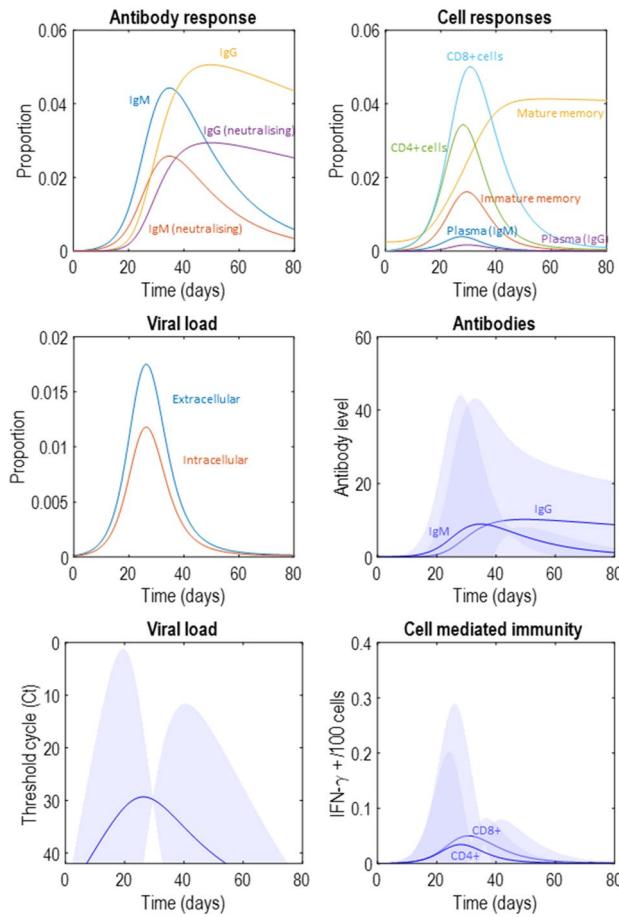 Antibody response
0.06
0.04
0.02
0
Proportion
IgG
IgM
IgG (neutralising)
IgM (neutralising)
0 20 40 60 80
Time (days)
Cell responses
0.06
0.04
0.02
0
Proportion
CD8+ cells
Mature memory
CD4+ cells
Immature memory
Plasma (IgM)
Plasma (IgG)
0 20 40 60 80
Time (days)
Viral load
0.02
0.015
0.01
0.005
0
Proportion
Extracellular
Intracellular
0 20 40 60 80
Time (days)
Antibodies
60
40
20
0
Antibody level
IgG
IgM
0 20 40 60 80
Time (days)
Viral load
0
10
20
30
40
Threshold cycle (Ct)
0 20 40 60 80
Time (days)
Cell mediated immunity
0.4
0.3
0.2
0.1
0
IFN-γ +/100 cells
CD8+
CD4+
0 20 40 60 80
Time (days)